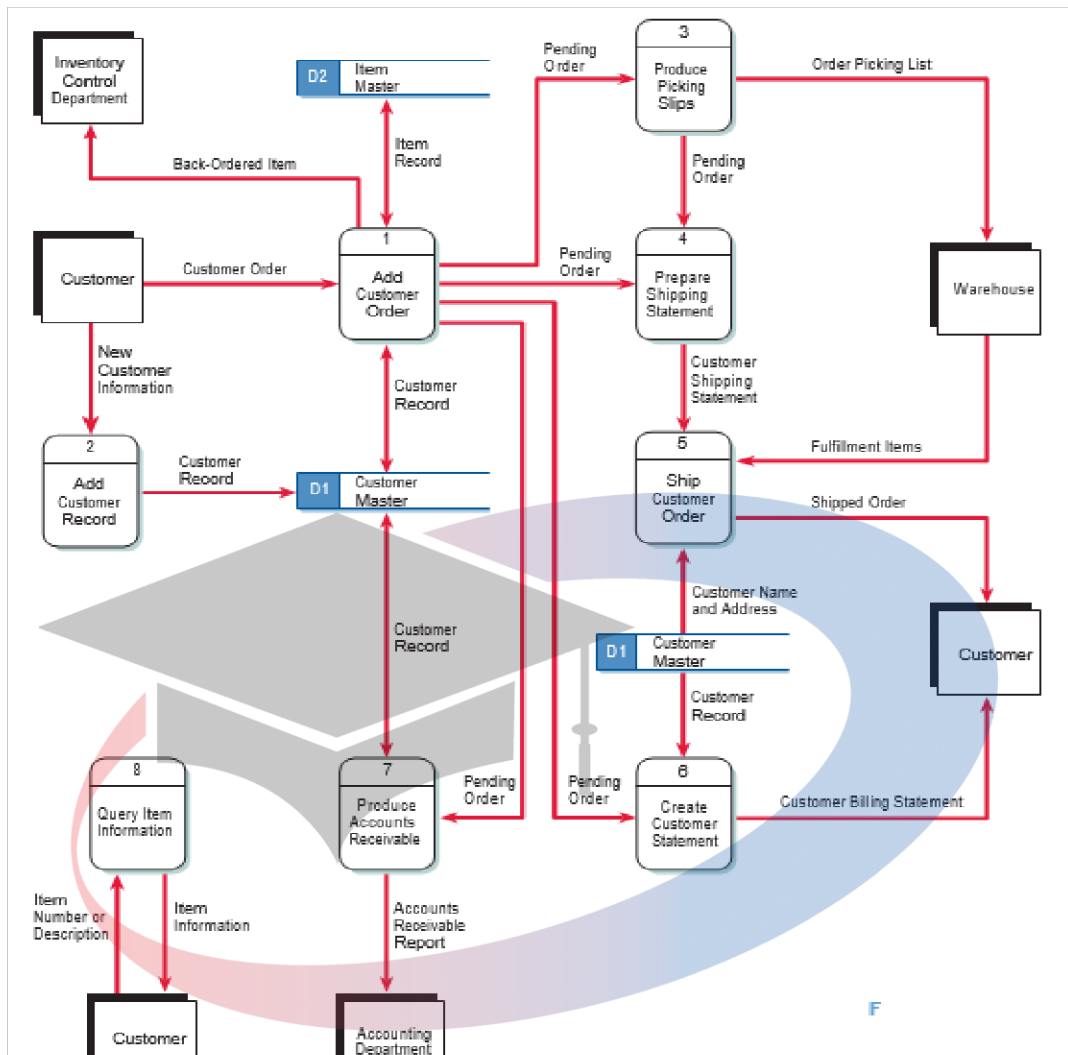 Inventory
Control
Department
D2
Item
Master
Pending
Order
3
Produce
Picking
Slips
Order Picking List
Back-Ordered Item
Item
Record
Pending
Order
Customer
Customer Order
1
Add
Customer
Order
Pending
Order
4
Prepare
Shipping
Statement
Warehouse
New
Customer
Information
Customer
Record
Customer
Shipping
Statement
2
Add
Customer
Record
Customer
Record
D1
Customer
Master
5
Ship
Customer
Order
Fulfillment Items
Shipped Order
Customer Name
and Address
Customer
Record
D1
Customer
Master
Customer
Customer
Record
8
Query Item
Information
7
Produce
Accounts
Receivable
Pending
Order
Pending
Order
6
Create
Customer
Statement
Customer Billing Statement
Item
Number or
Description
Item
Information
Accounts
Receivable
Report
Customer
Accounting
Department
F